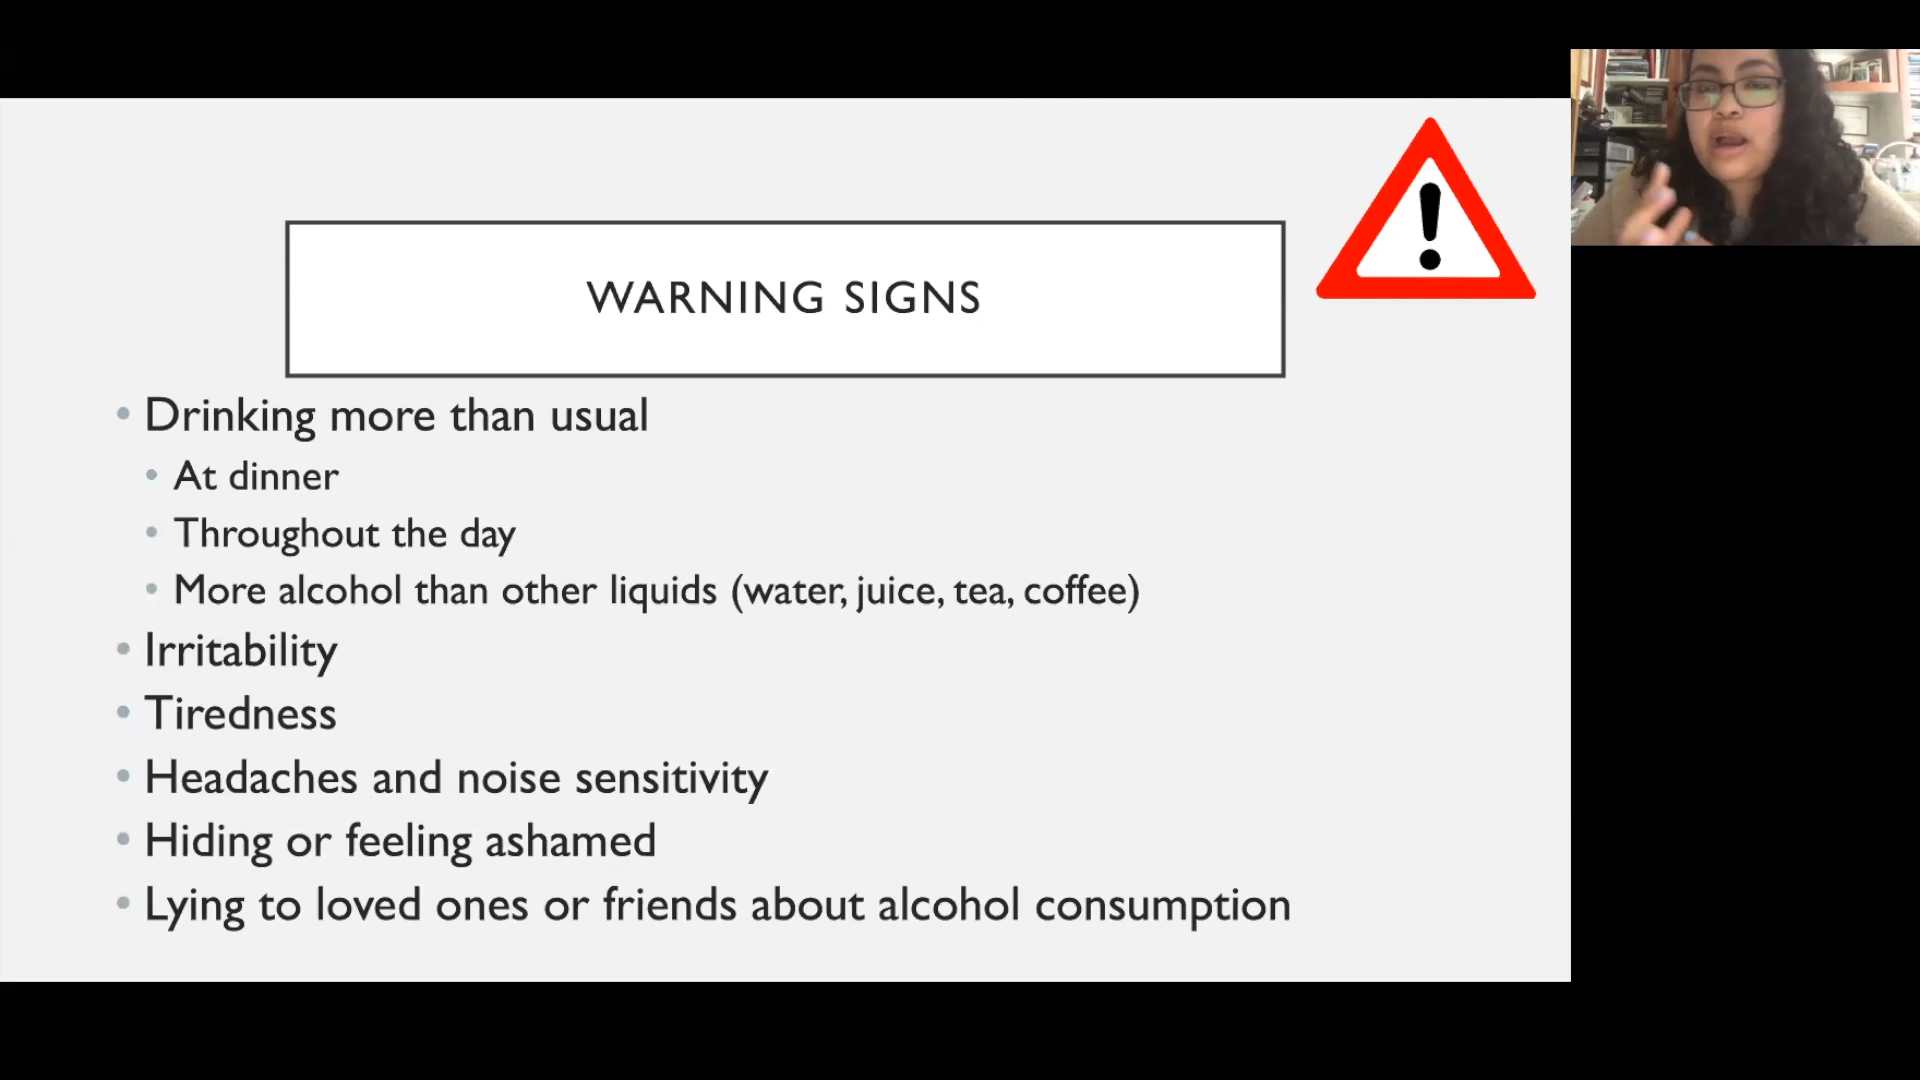 WARNING SIGNS
• Drinking more than usual
• At dinner
• Throughout the day
• More alcohol than other liquids (water, juice, tea, coffee)
• Irritability
• Tiredness
• Headaches and noise sensitivity
• Hiding or feeling ashamed
• Lying to loved ones or friends about alcohol consumption